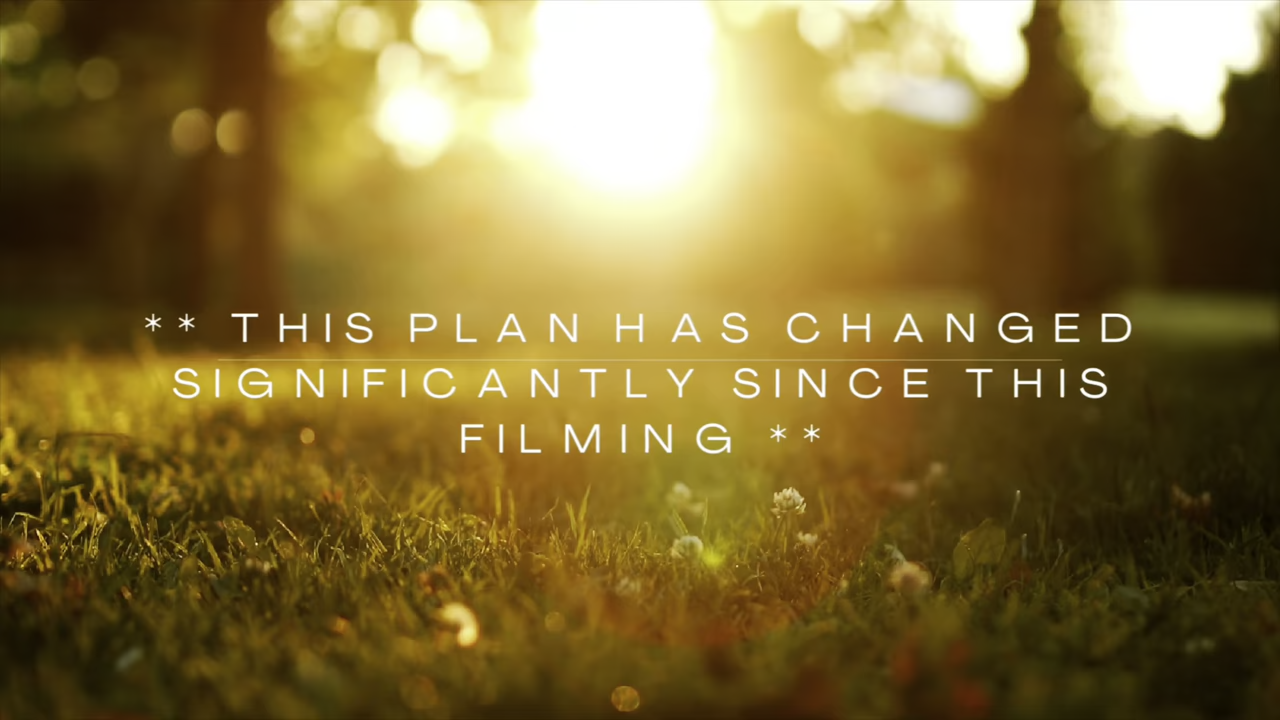 ** THIS PLAN HAS CHANGED
SIGNIFICANTLY SINCE THIS
FILMING **